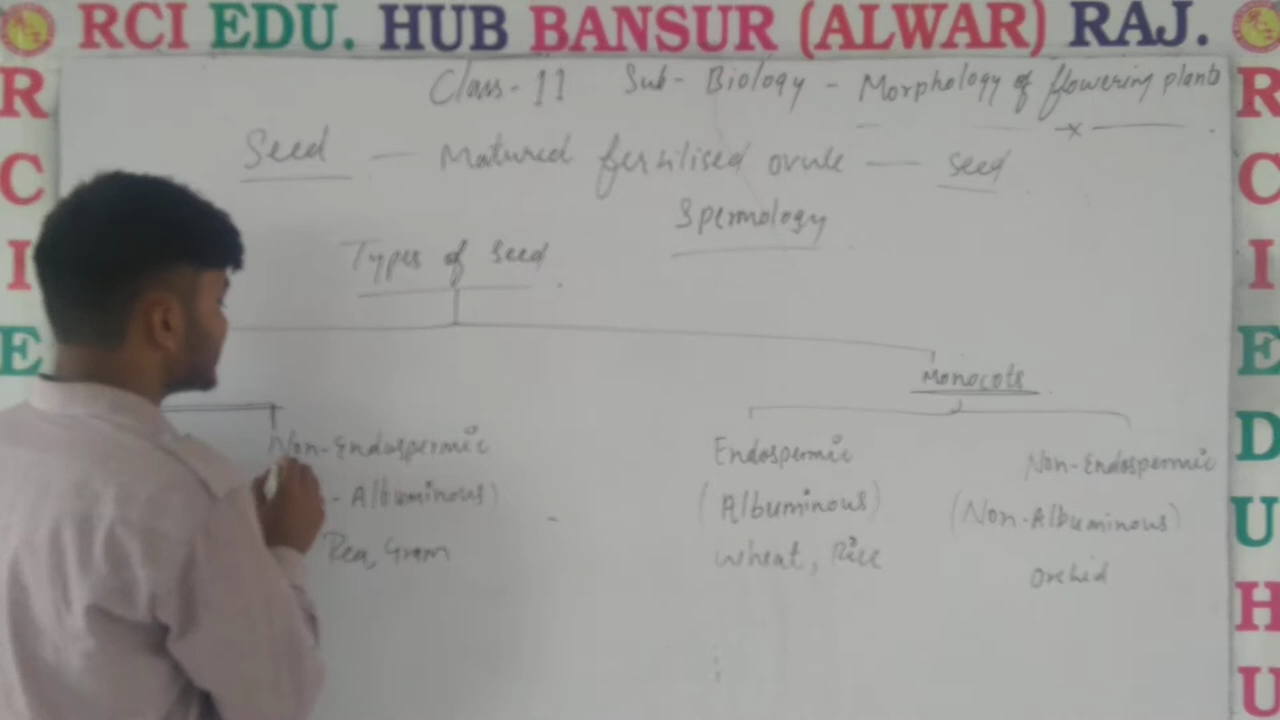 RCI EDU. HUB BANSUR (ALWAR) RAJ.
R
C
I
E
R
C
I
E
D
U
H
U
Class-11 Sub-Biology - Morphology of flowering plants
Seed - Matured fertilised ovule - seed
Spermology
Types of seed
Monocots
Non-Endospermic
- Albuminous)
Pea, Gram
Endospermic
(Albuminous)
Wheat, Rice
Non-Endospermic
(Non-Albuminous)
Orchid